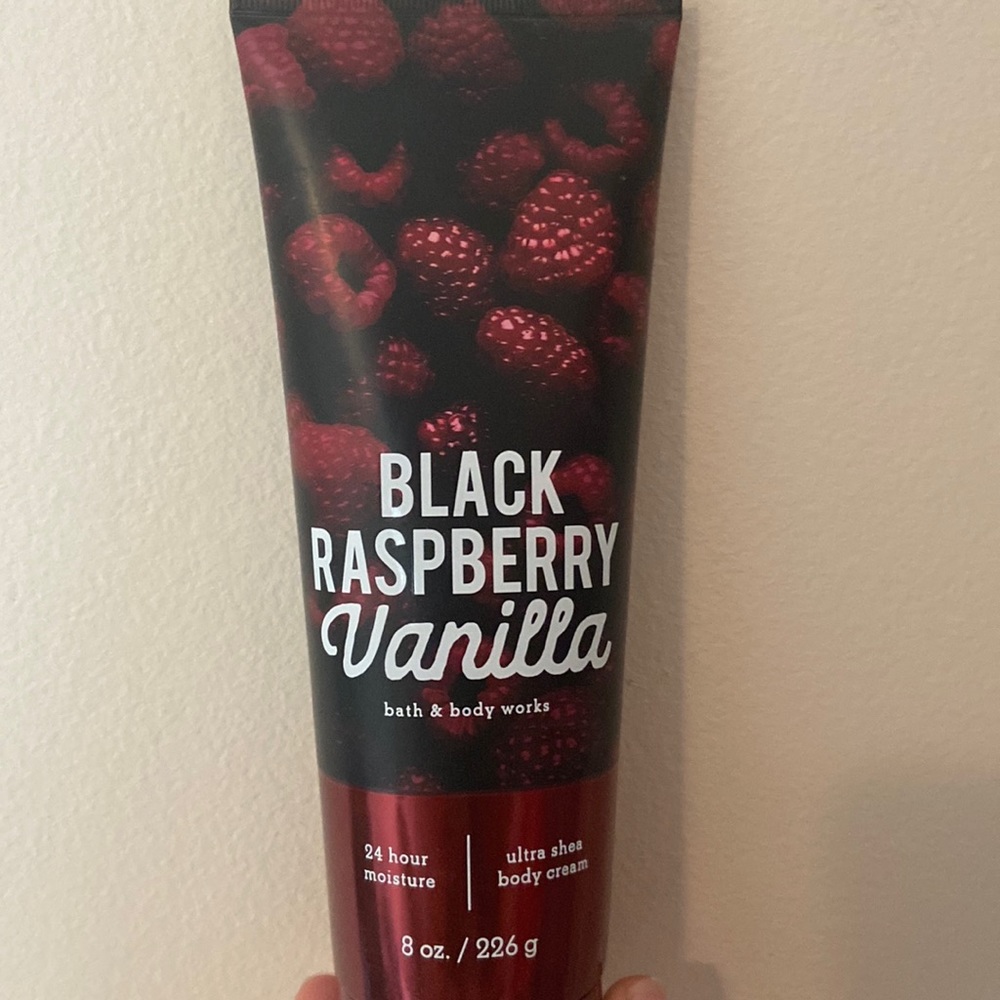 BLACK
RASPBERRY
Vanilla
bath & body works
24 hour
moisture
ultra shea
body cream
8 oz. / 226 g